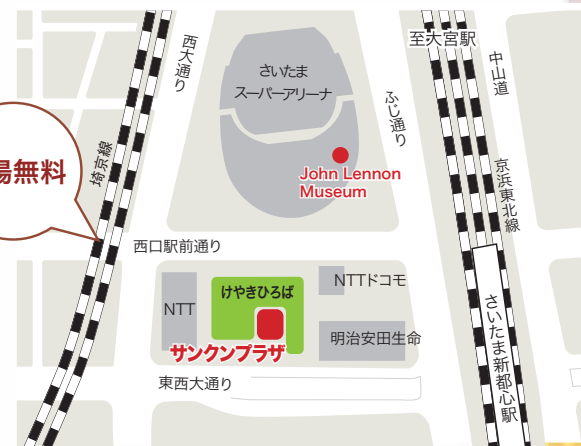 至大宮駅
西大通り
さいたま
スーパーアリーナ
中山道
ふじ通り
埼京線
場無料
John Lennon
Museum
京浜東北線
西口駅前通り
NTTドコモ
けやきひろば
NTT
さいたま新都心駅
明治安田生命
サンクンプラザ
東西大通り